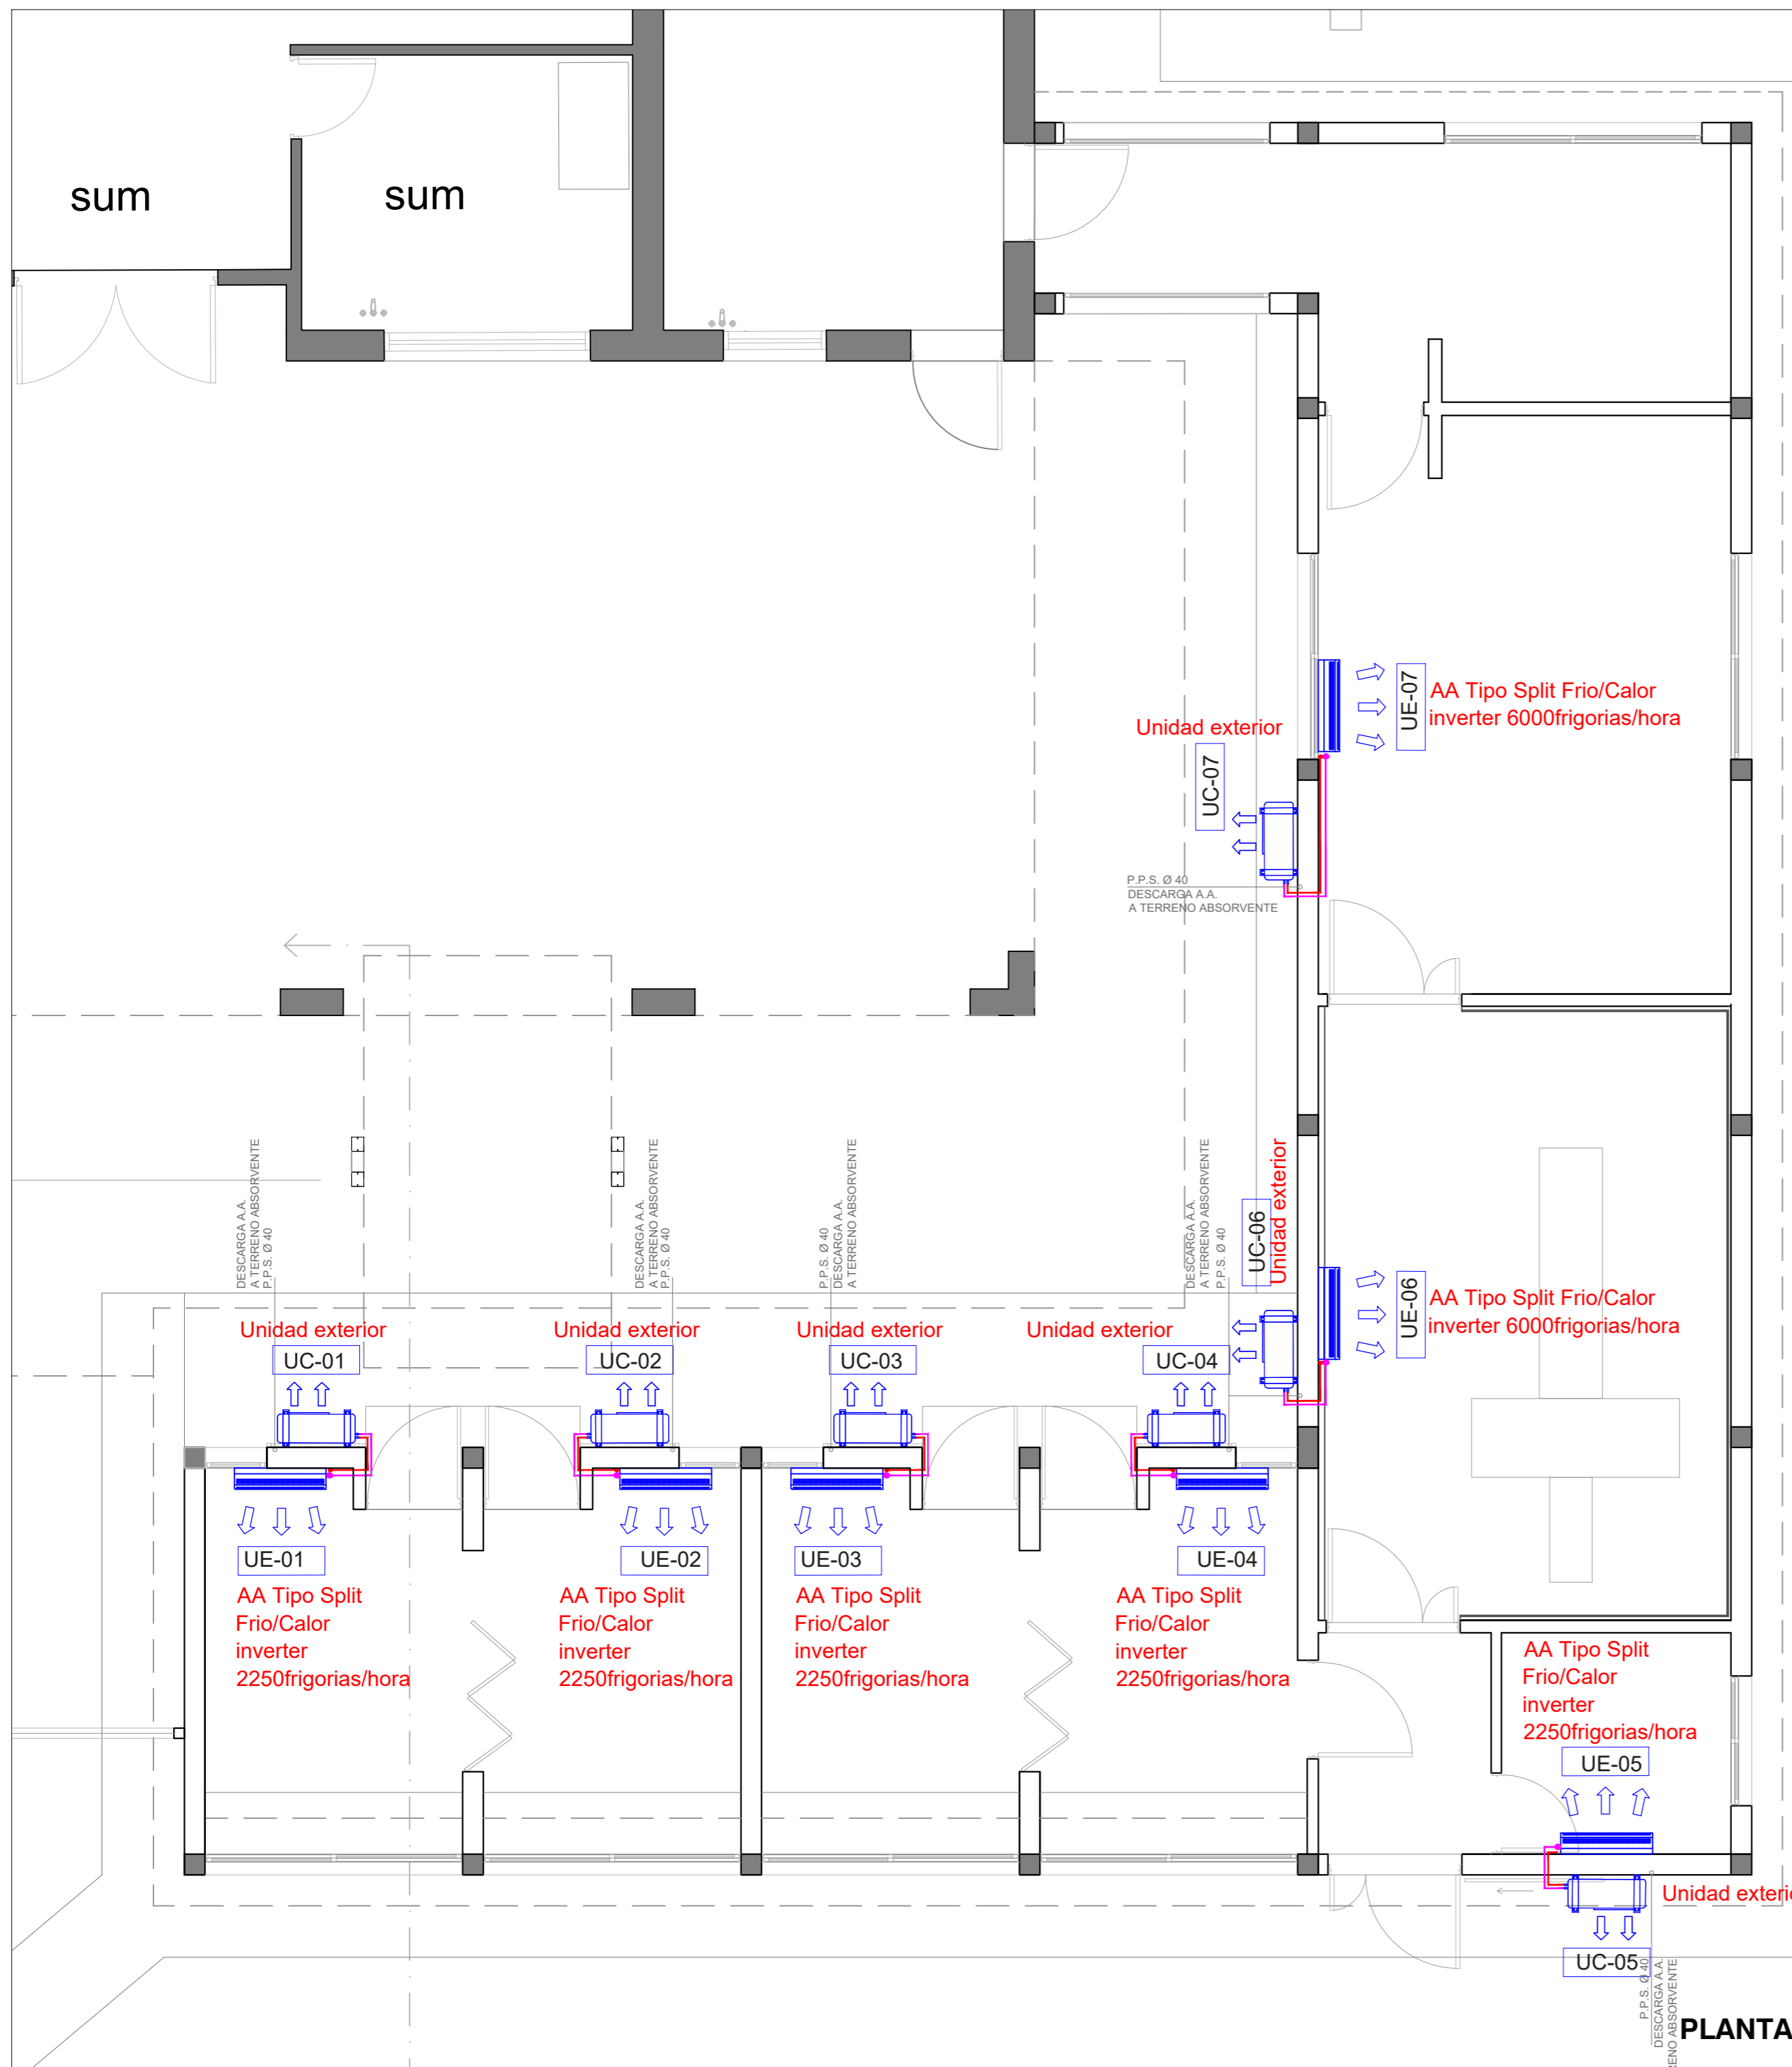 sum
sum
UE-07
AA Tipo Split Frio/Calor
inverter 6000frigorias/hora
Unidad exterior
UC-07
P.P.S. Ø 40
DESCARGA A.A.
A TERRENO ABSORVENTE
DESCARGA A.A.
A TERRENO ABSORVENTE
P.P.S. Ø 40
DESCARGA A.A.
A TERRENO ABSORVENTE
P.P.S. Ø 40
P.P.S. Ø 40
DESCARGA A.A.
A TERRENO ABSORVENTE
DESCARGA A.A.
A TERRENO ABSORVENTE
P.P.S. Ø 40
UC-06
Unidad exterior
UE-06
AA Tipo Split Frio/Calor
inverter 6000frigorias/hora
Unidad exterior
UC-01
Unidad exterior
UC-02
Unidad exterior
UC-03
Unidad exterior
UC-04
UE-01
AA Tipo Split
Frio/Calor
inverter
2250frigorias/hora
UE-02
AA Tipo Split
Frio/Calor
inverter
2250frigorias/hora
UE-03
AA Tipo Split
Frio/Calor
inverter
2250frigorias/hora
UE-04
AA Tipo Split
Frio/Calor
inverter
2250frigorias/hora
AA Tipo Split
Frio/Calor
inverter
2250frigorias/hora
UE-05
Unidad
UC-05
P.P.S. Ø 40
DESCARGA A.A.
ABSORVENTE
PLANTA